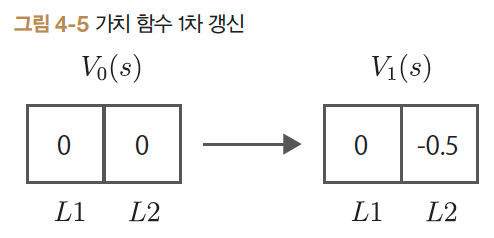 그림 4-5 가치 함수 1차 갱신
V₀(s) V₁(s)
0 0 0 -0.5
L1 L2 L1 L2